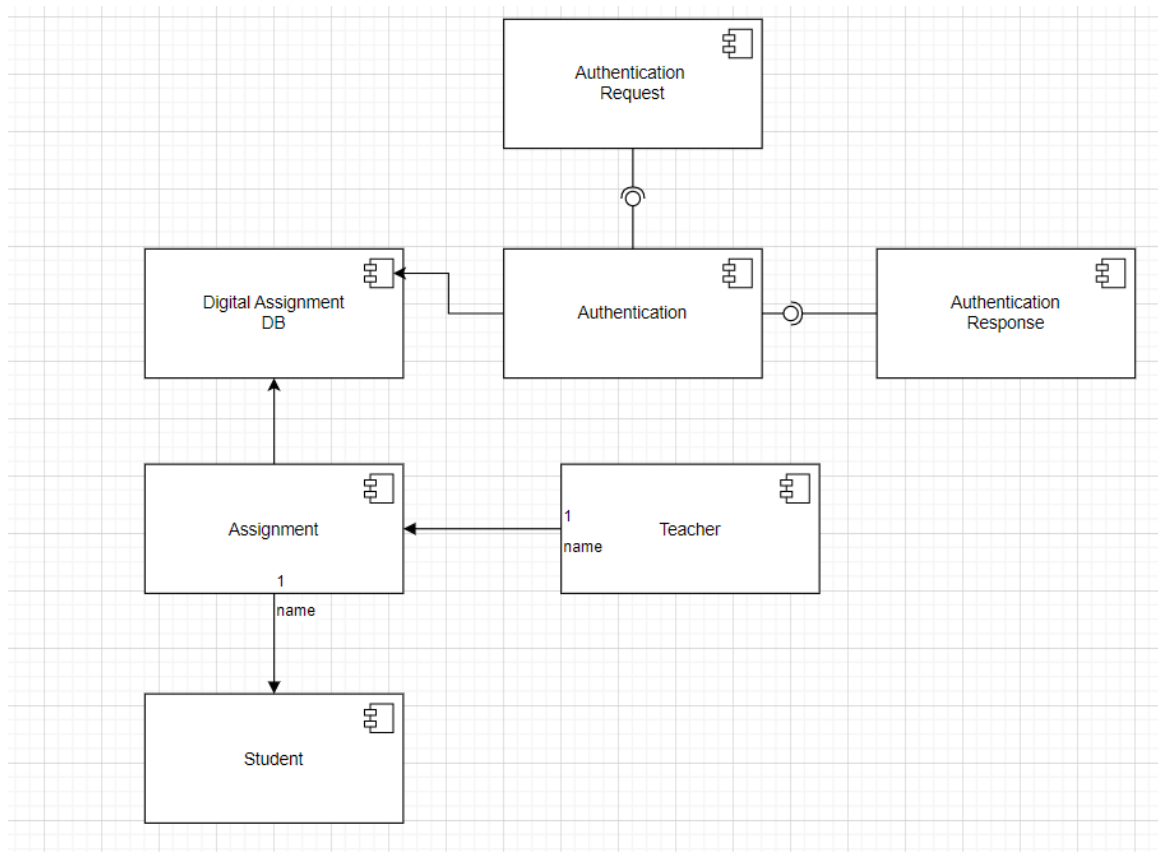 Authentication
Request
Digital Assignment
DB
Authentication
Authentication
Response
Assignment
1
name
Teacher
1
name
Student